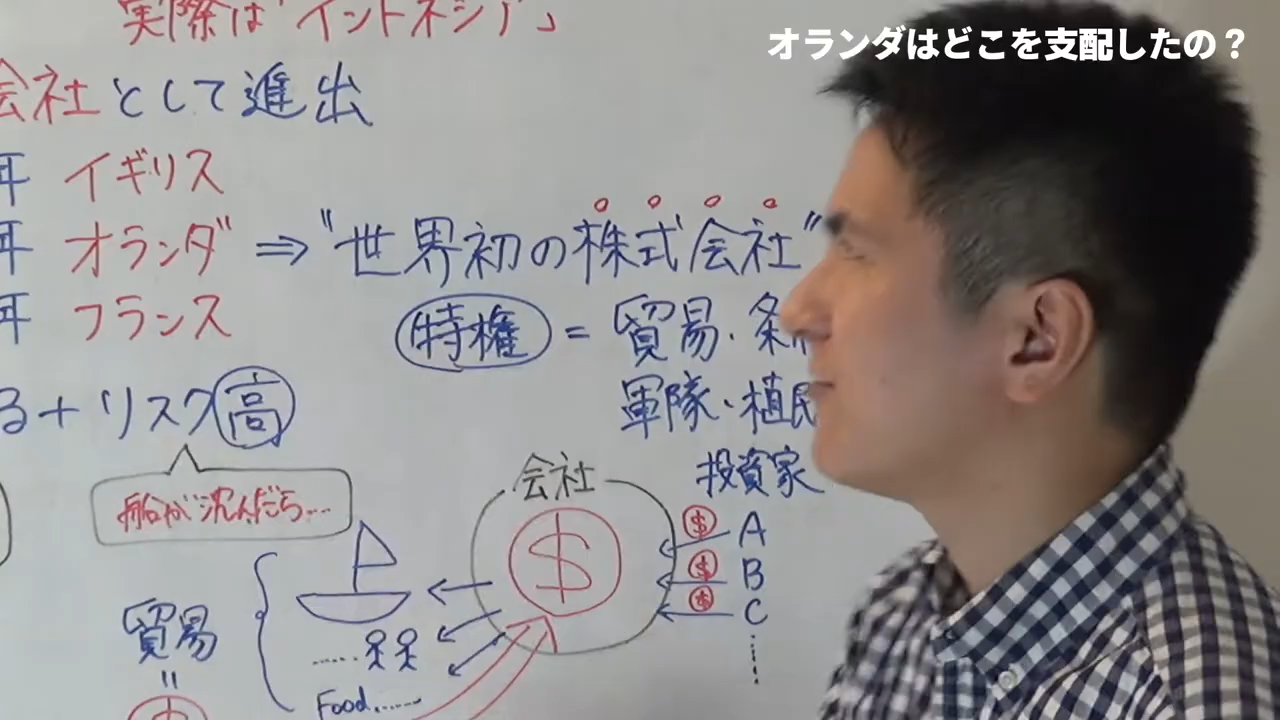 オランダはどこを支配したの？
実際は「インドネシア」
会社として進出
年 イギリス
年 オランダ ⇒ "世界初の株式会社"
年 フランス
特権 = 貿易・条
軍隊・植民
る + リスク高
船が沈んだら…
会社
投資家
$
$ A
$ B
$ C
貿易
=
Food……